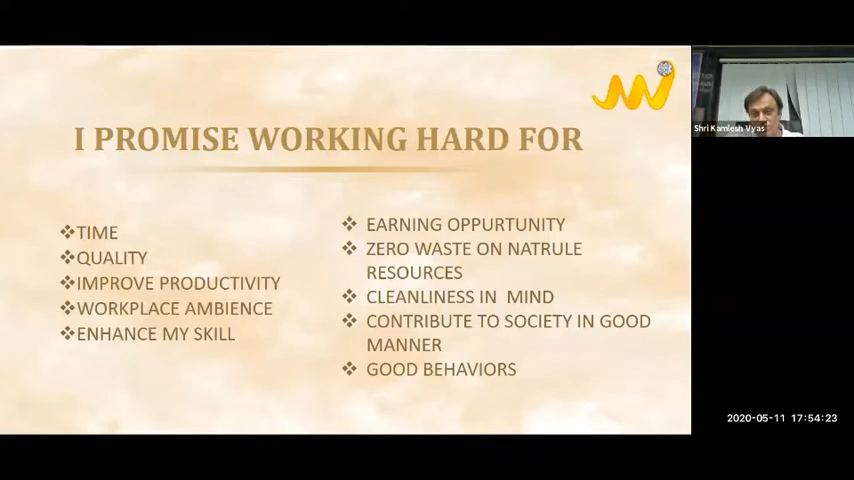 I PROMISE WORKING HARD FOR
❖TIME
❖QUALITY
❖IMPROVE PRODUCTIVITY
❖WORKPLACE AMBIENCE
❖ENHANCE MY SKILL
❖ EARNING OPPURTUNITY
❖ ZERO WASTE ON NATRULE
RESOURCES
❖ CLEANLINESS IN MIND
❖ CONTRIBUTE TO SOCIETY IN GOOD
MANNER
❖ GOOD BEHAVIORS
Shri Kamlesh Vyas
2020-05-11 17:54:23